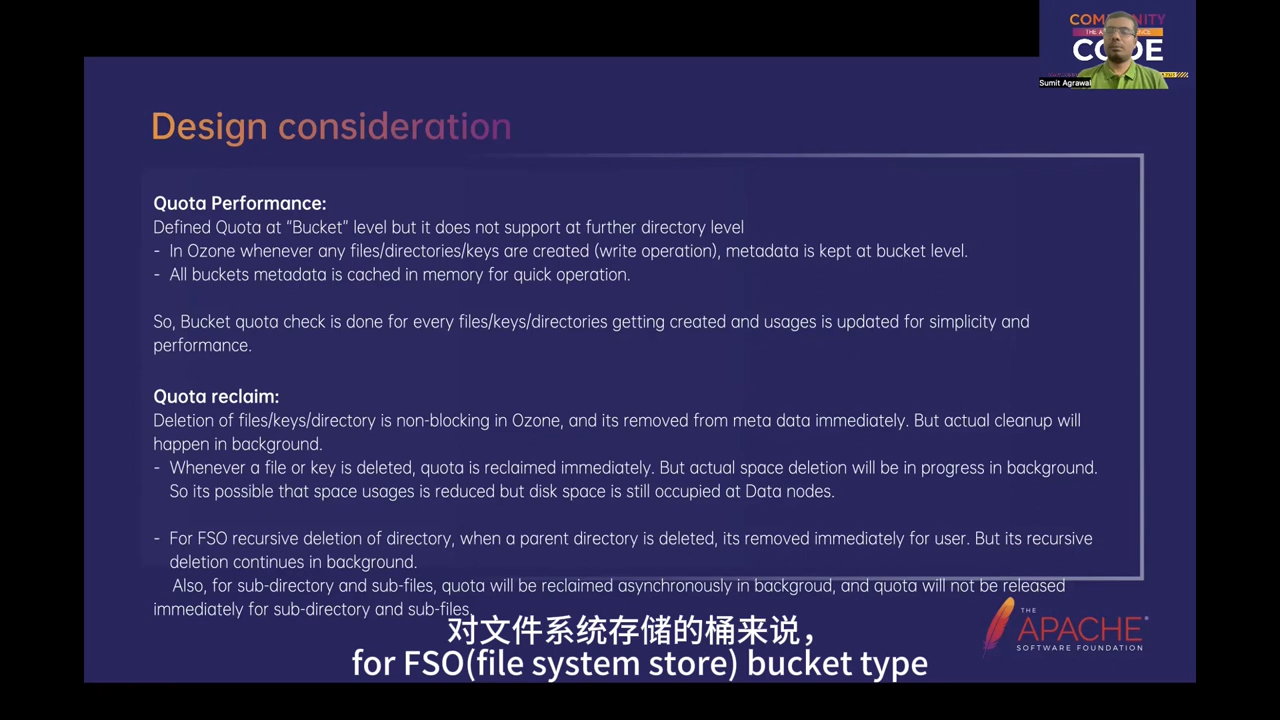 COMMUNITY
CODE
Sumit Agrawal
Design consideration
Quota Performance:
Defined Quota at "Bucket" level but it does not support at further directory level
- In Ozone whenever any files/directories/keys are created (write operation), metadata is kept at bucket level.
- All buckets metadata is cached in memory for quick operation.
So, Bucket quota check is done for every files/keys/directories getting created and usages is updated for simplicity and
performance.
Quota reclaim:
Deletion of files/keys/directory is non-blocking in Ozone, and its removed from meta data immediately. But actual cleanup will
happen in background.
- Whenever a file or key is deleted, quota is reclaimed immediately. But actual space deletion will be in progress in background.
So its possible that space usages is reduced but disk space is still occupied at Data nodes.
- For FSO recursive deletion of directory, when a parent directory is deleted, its removed immediately for user. But its recursive
deletion continues in background.
Also, for sub-directory and sub-files, quota will be reclaimed asynchronously in backgroud, and quota will not be released
immediately for sub-directory and sub-files.
THE
APACHE
SOFTWARE FOUNDATION
对文件系统存储的桶来说，
for FSO(file system store) bucket type